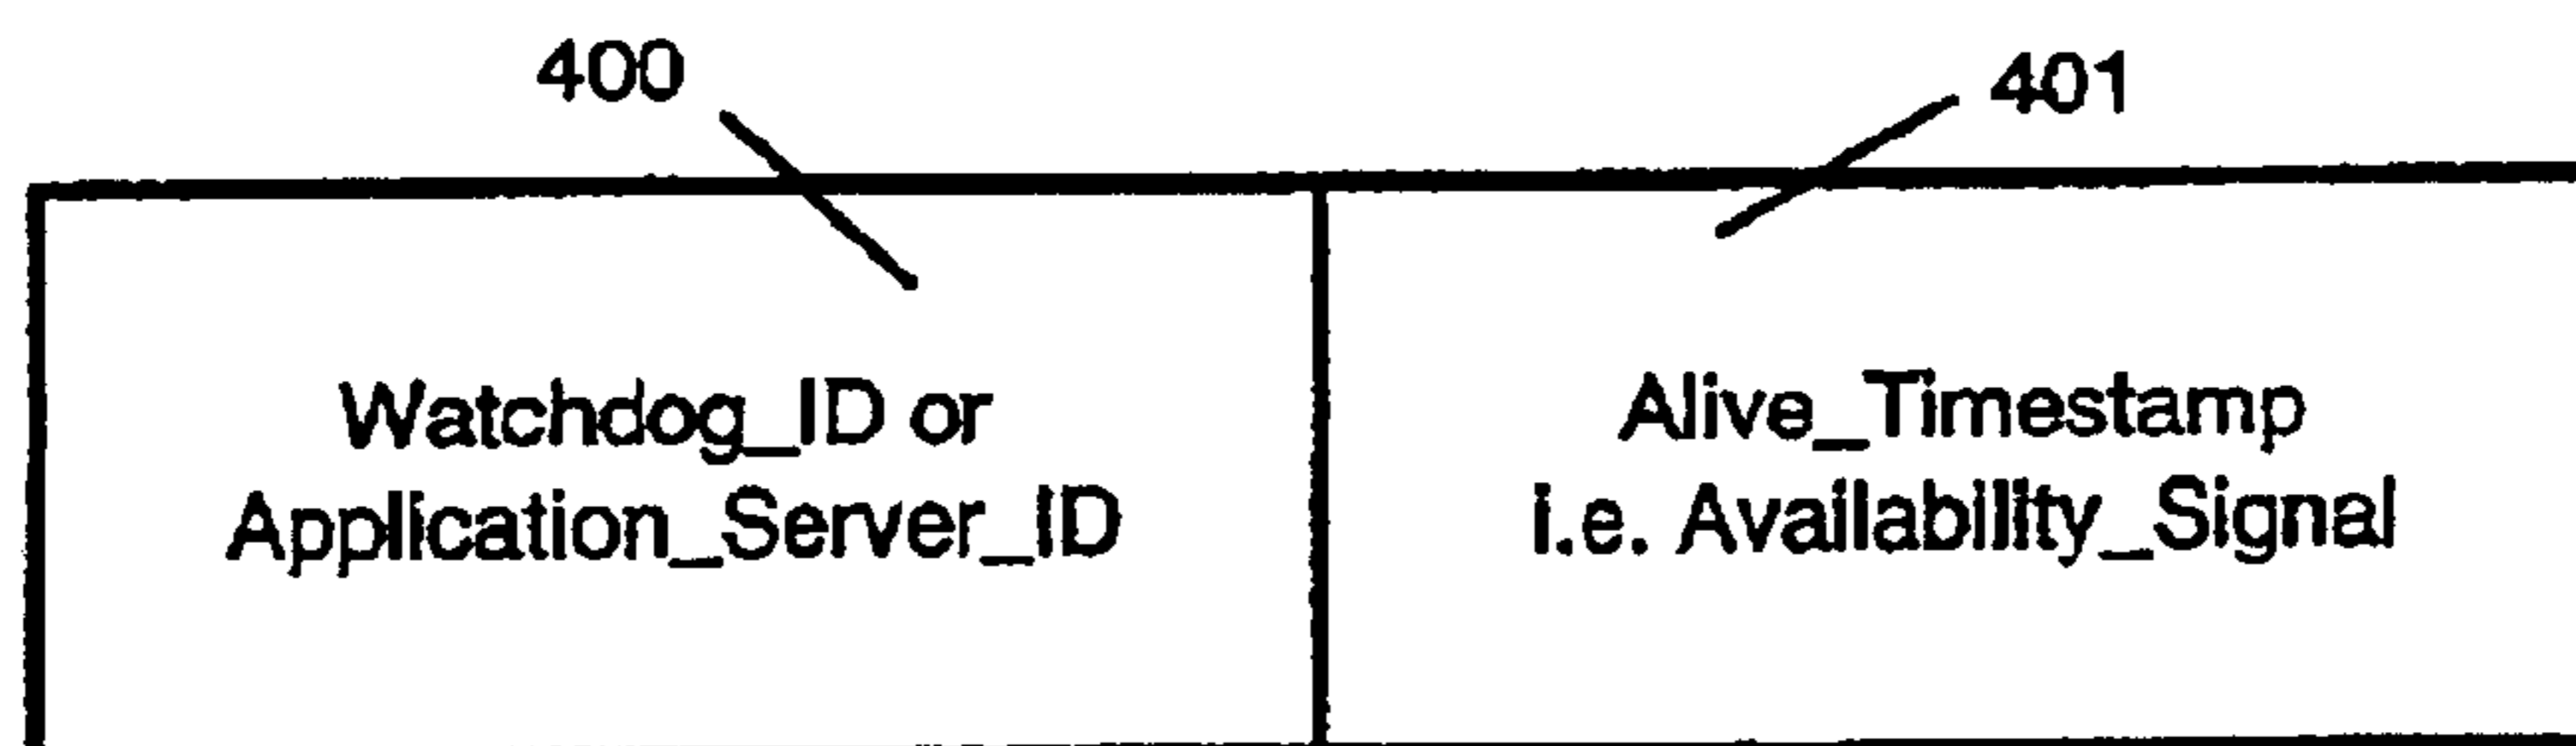 400
401
Watchdog_ID or
Application_Server_ID
Alive_Timestamp
i.e. Availability_Signal